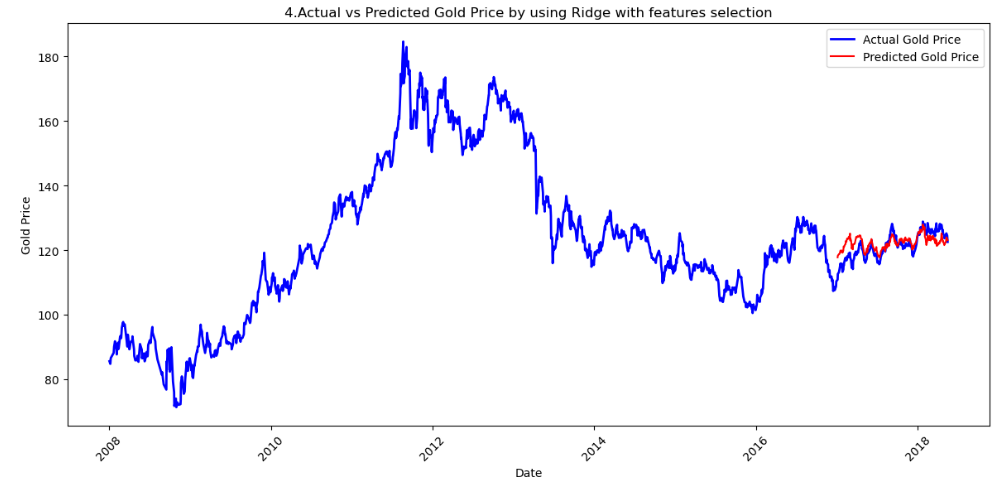 4.Actual vs Predicted Gold Price by using Ridge with features selection
Actual Gold Price
Predicted Gold Price
180
160
140
120
100
80
Gold Price
2008
2010
2012
2014
2016
2018
Date